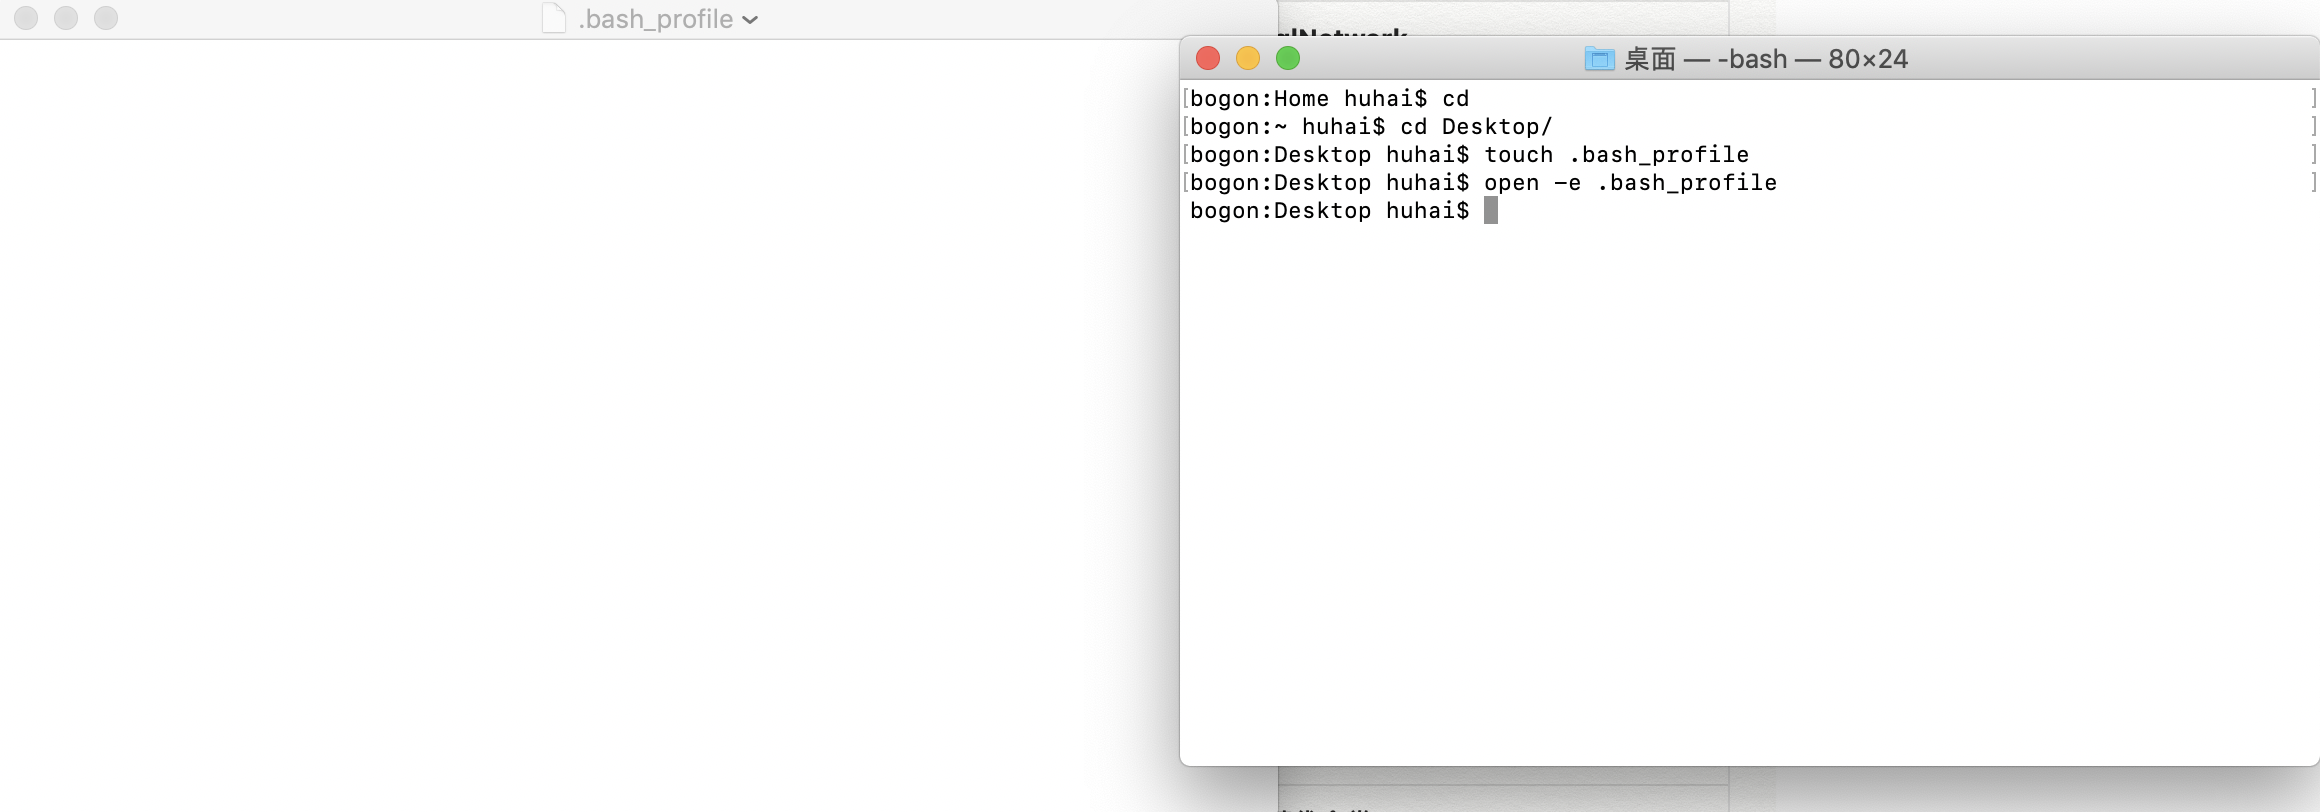 .bash_profile
桌面 — -bash — 80×24
[bogon:Home huhai$ cd ]
[bogon:~ huhai$ cd Desktop/ ]
[bogon:Desktop huhai$ touch .bash_profile ]
[bogon:Desktop huhai$ open -e .bash_profile ]
bogon:Desktop huhai$